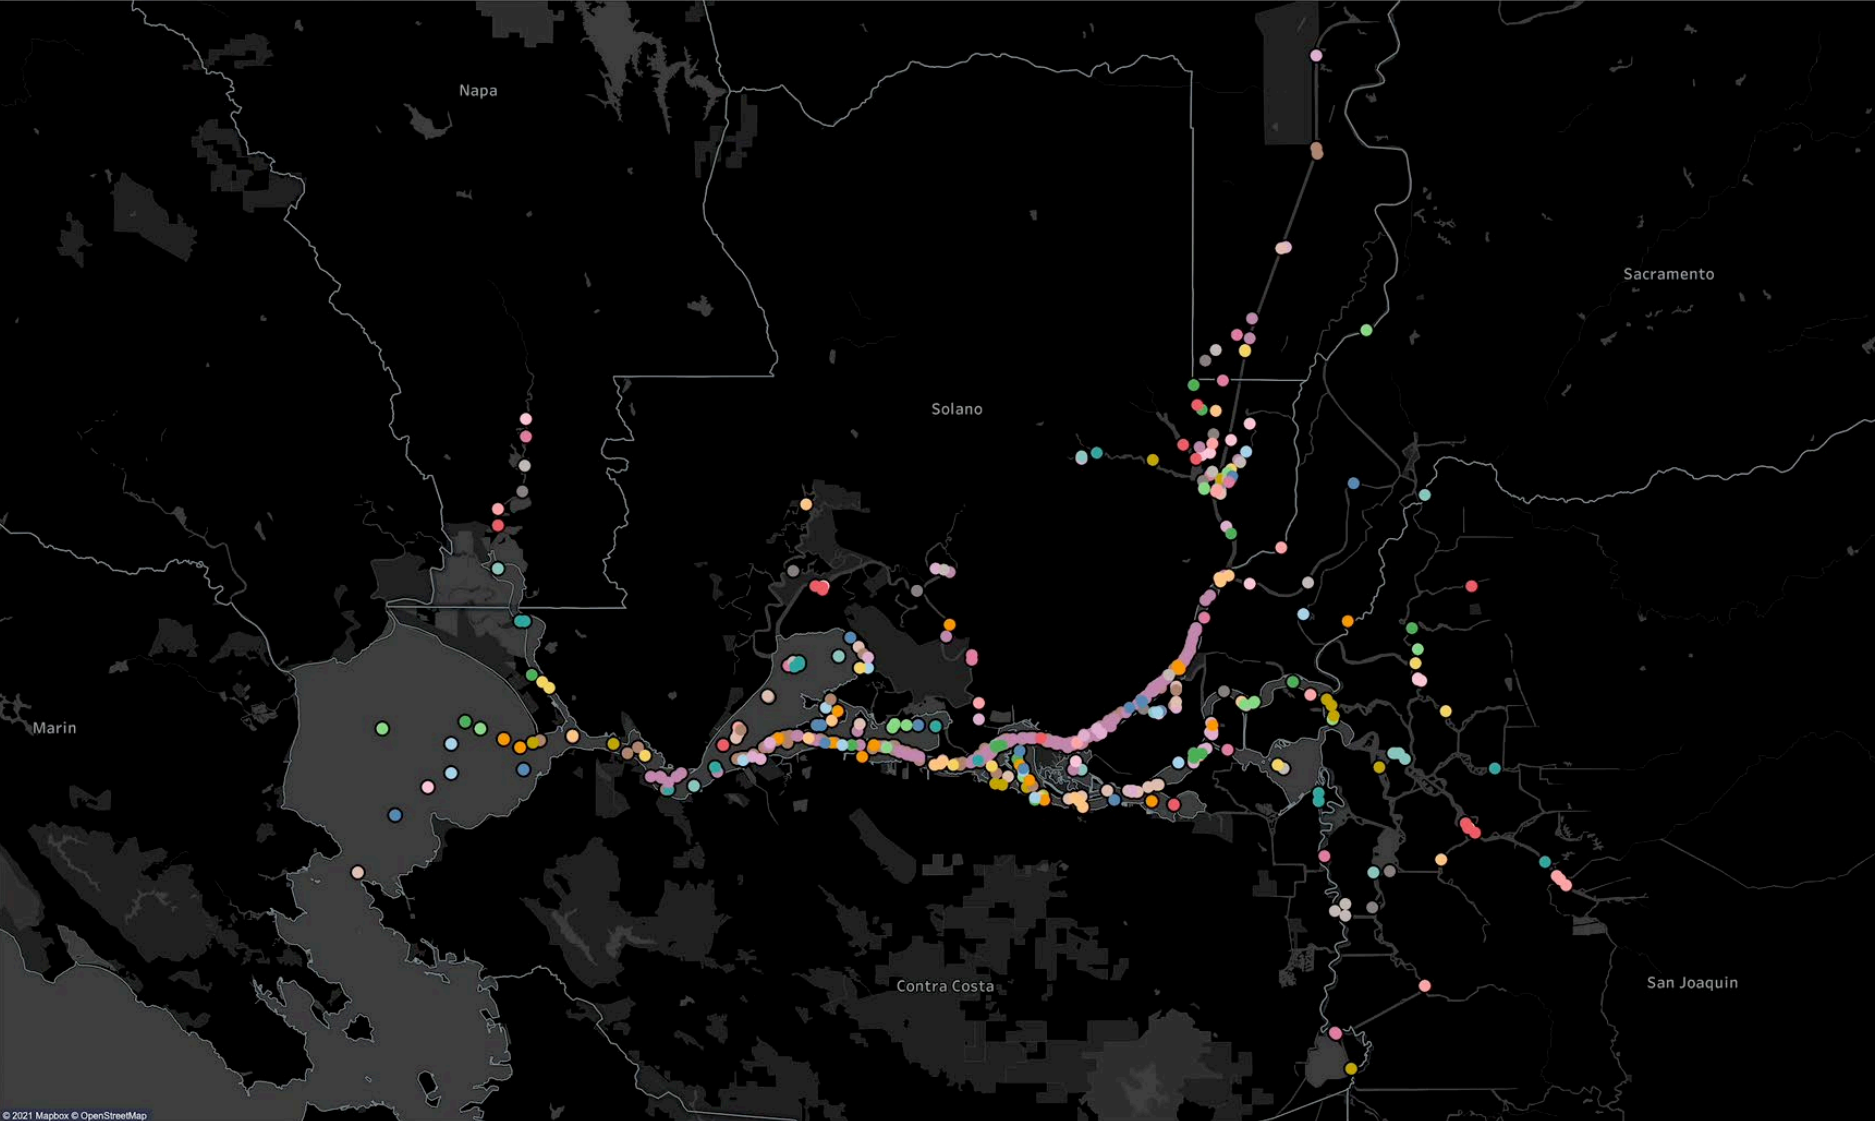 Napa
Sacramento
Solano
Marin
Contra Costa
San Joaquin
© 2021 Mapbox © OpenStreetMap